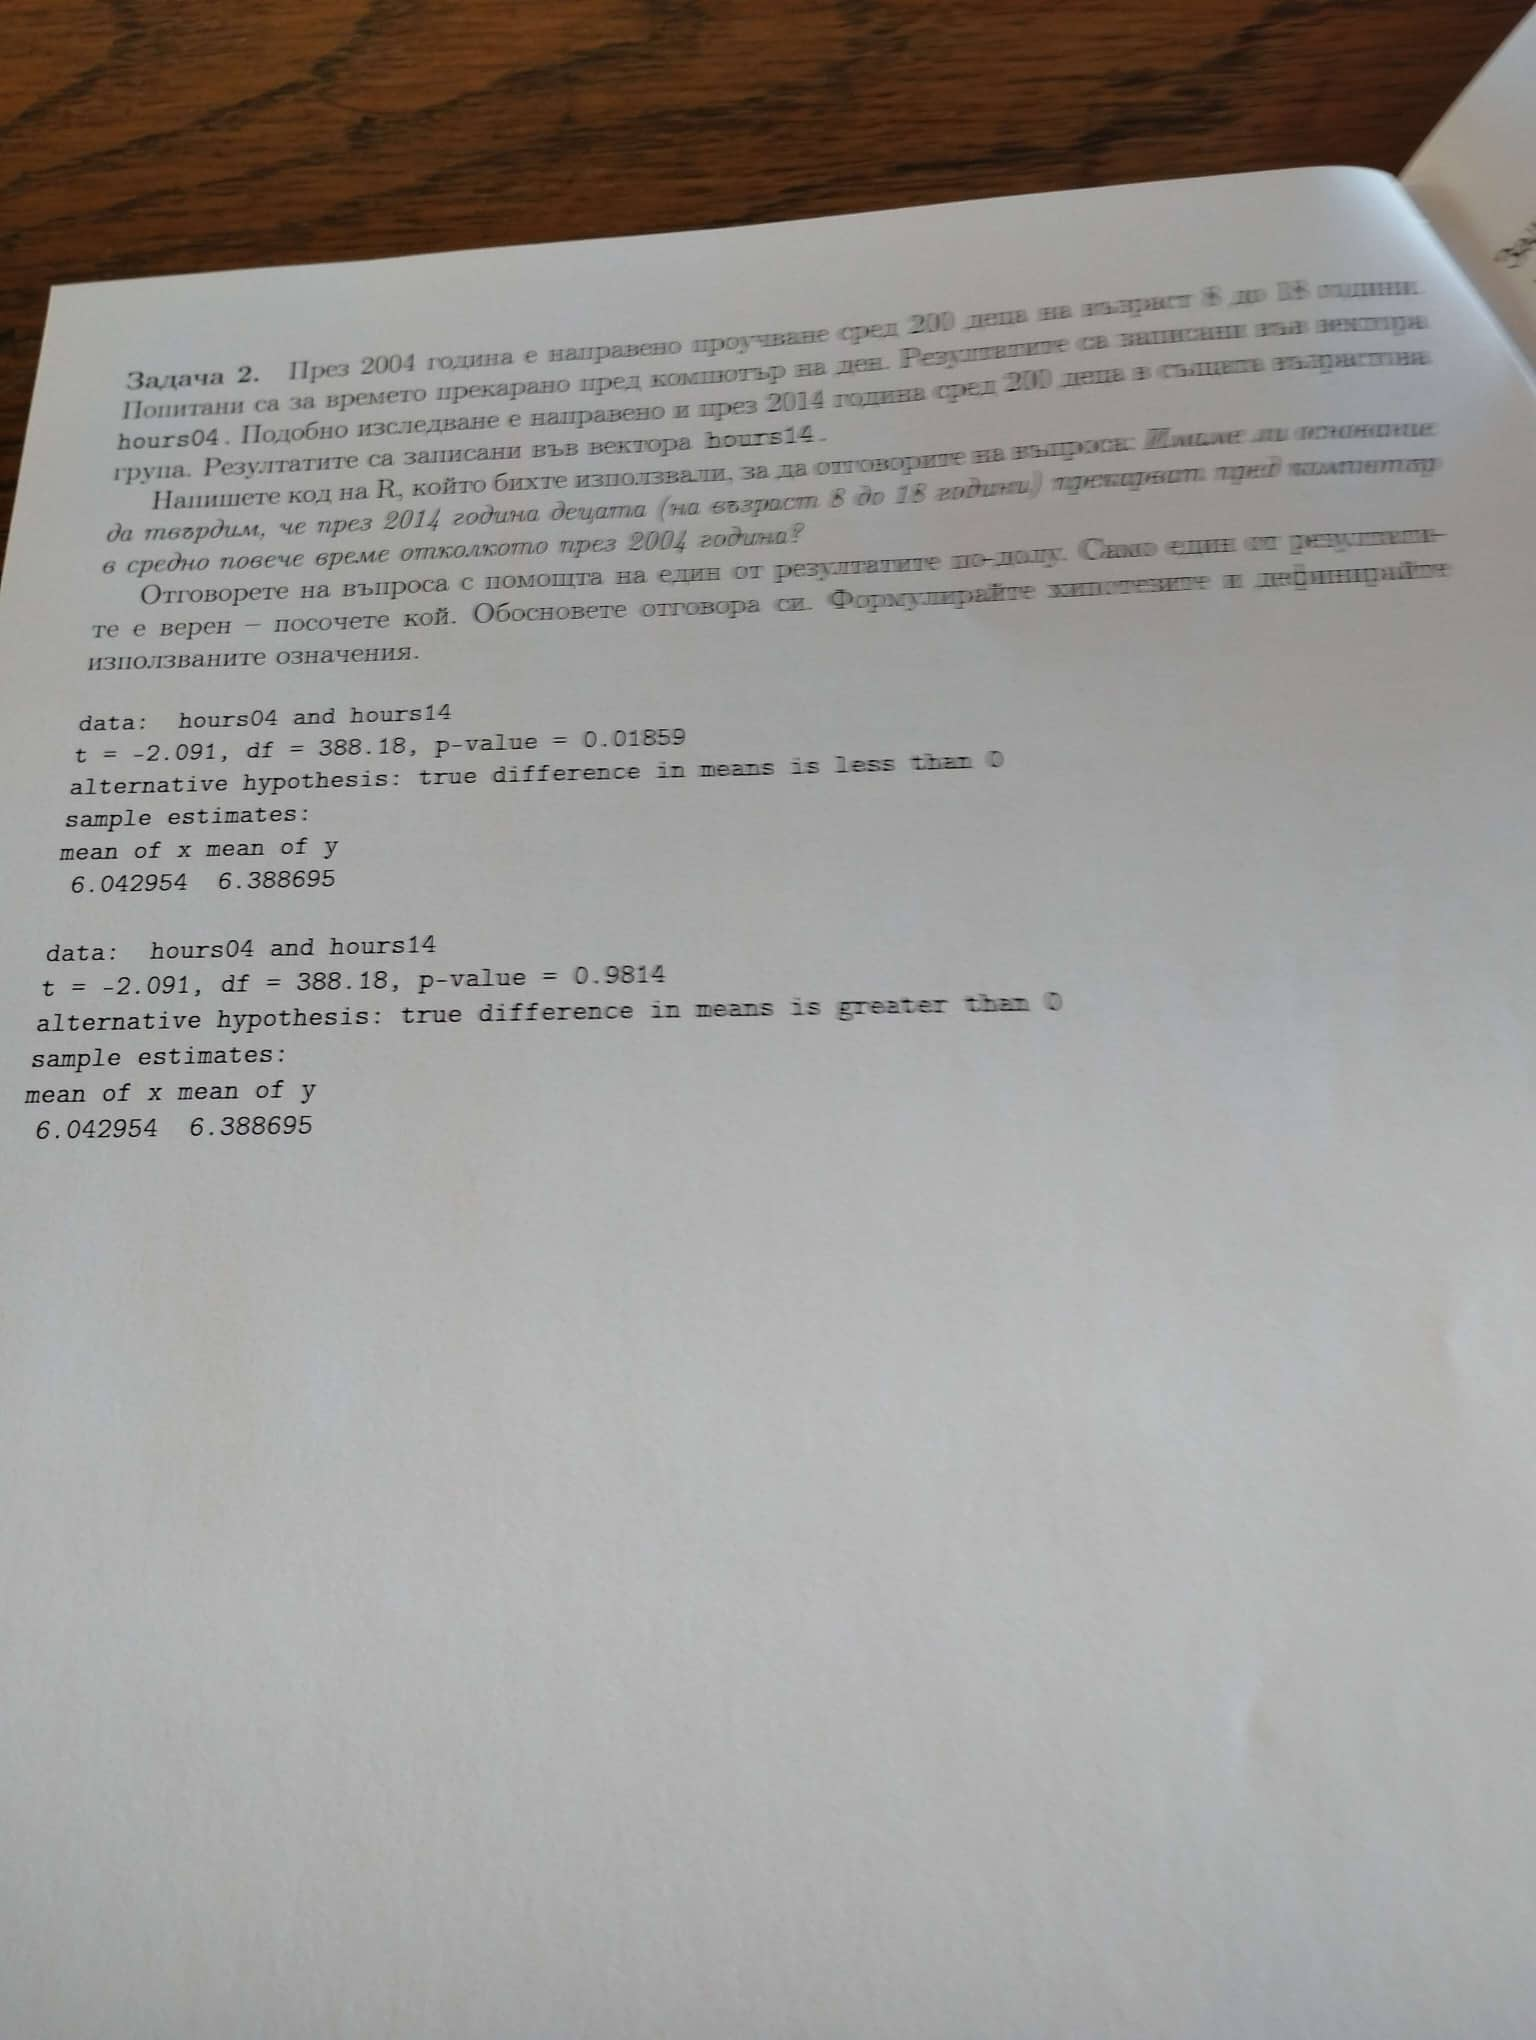 Задача 2. През 2004 година е направено проучване сред 200 деца на възраст 8 до 18 години.
Попитани са за времето прекарано пред компютър на ден. Резултатите са записани във вектора
hours04. Подобно изследване е направено и през 2014 година сред 200 деца в същата възрастова
група. Резултатите са записани във вектора hours14.
Напишете код на R, който бихте използвали, за да отговорите на въпроса: Имаме ли основание
да твърдим, че през 2014 година децата (на възраст 8 до 18 години) прекарват пред компютър
в средно повече време отколкото през 2004 година?
Отговорете на въпроса с помощта на един от резултатите по-долу. Само един от резултати-
те е верен – посочете кой. Обосновете отговора си. Формулирайте хипотезите и дефинирайте
използваните означения.
data: hours04 and hours14
t = -2.091, df = 388.18, p-value = 0.01859
alternative hypothesis: true difference in means is less than 0
sample estimates:
mean of x mean of y
6.042954 6.388695
data: hours04 and hours14
t = -2.091, df = 388.18, p-value = 0.9814
alternative hypothesis: true difference in means is greater than 0
sample estimates:
mean of x mean of y
6.042954 6.388695